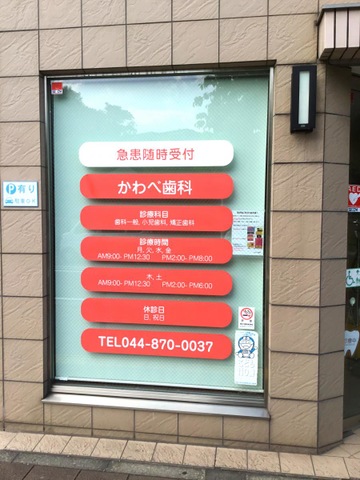 急患随時受付
かわべ歯科
診療科目
歯科一般, 小児歯科, 矯正歯科
診療時間
月, 火, 水, 金
AM9:00- PM12:30 PM2:00-PM8:00
木, 土
AM9:00- PM12:30 PM2:00-PM6:00
休診日
日, 祝日
TEL044-870-0037
P有り